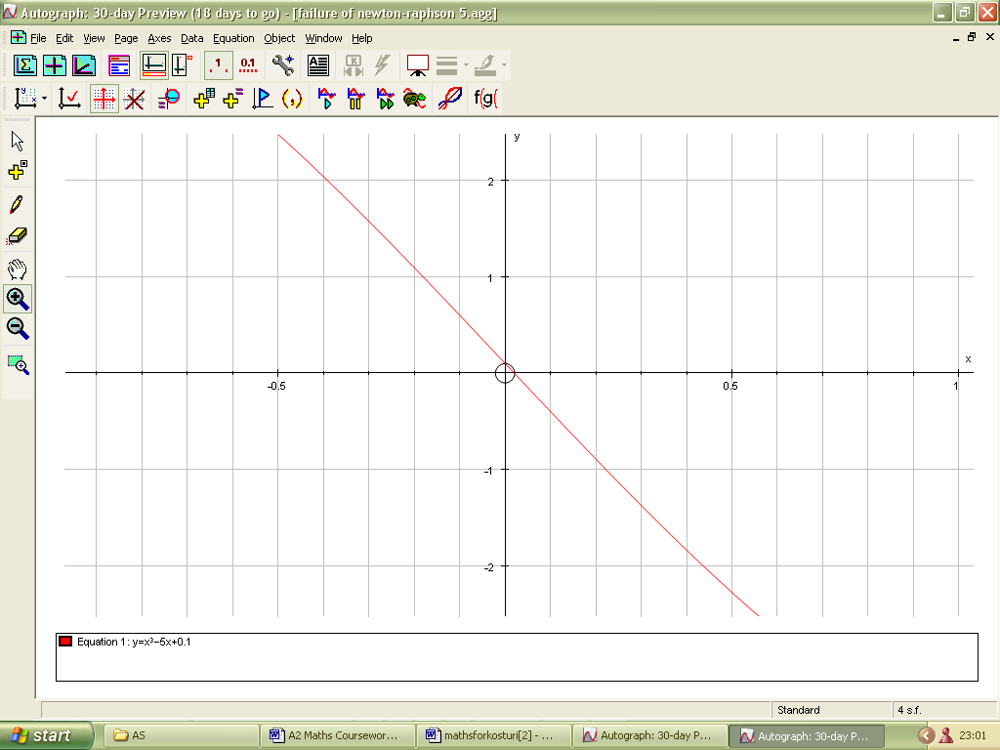 Autograph: 30-day Preview (18 days to go) - [failure of newton-raphson 5.agg]
File Edit View Page Axes Data Equation Object Window Help
.1. 0.1 A K
f(g(
y
x
2
1
-0.5 0.5 1
-1
-2
Equation 1: y=x³−5x+0.1
Standard 4 s.f.
start AS A2 Maths Coursewor... mathsforkosturi[2] - ... Autograph: 30-day P... Autograph: 30-day P... 23:01